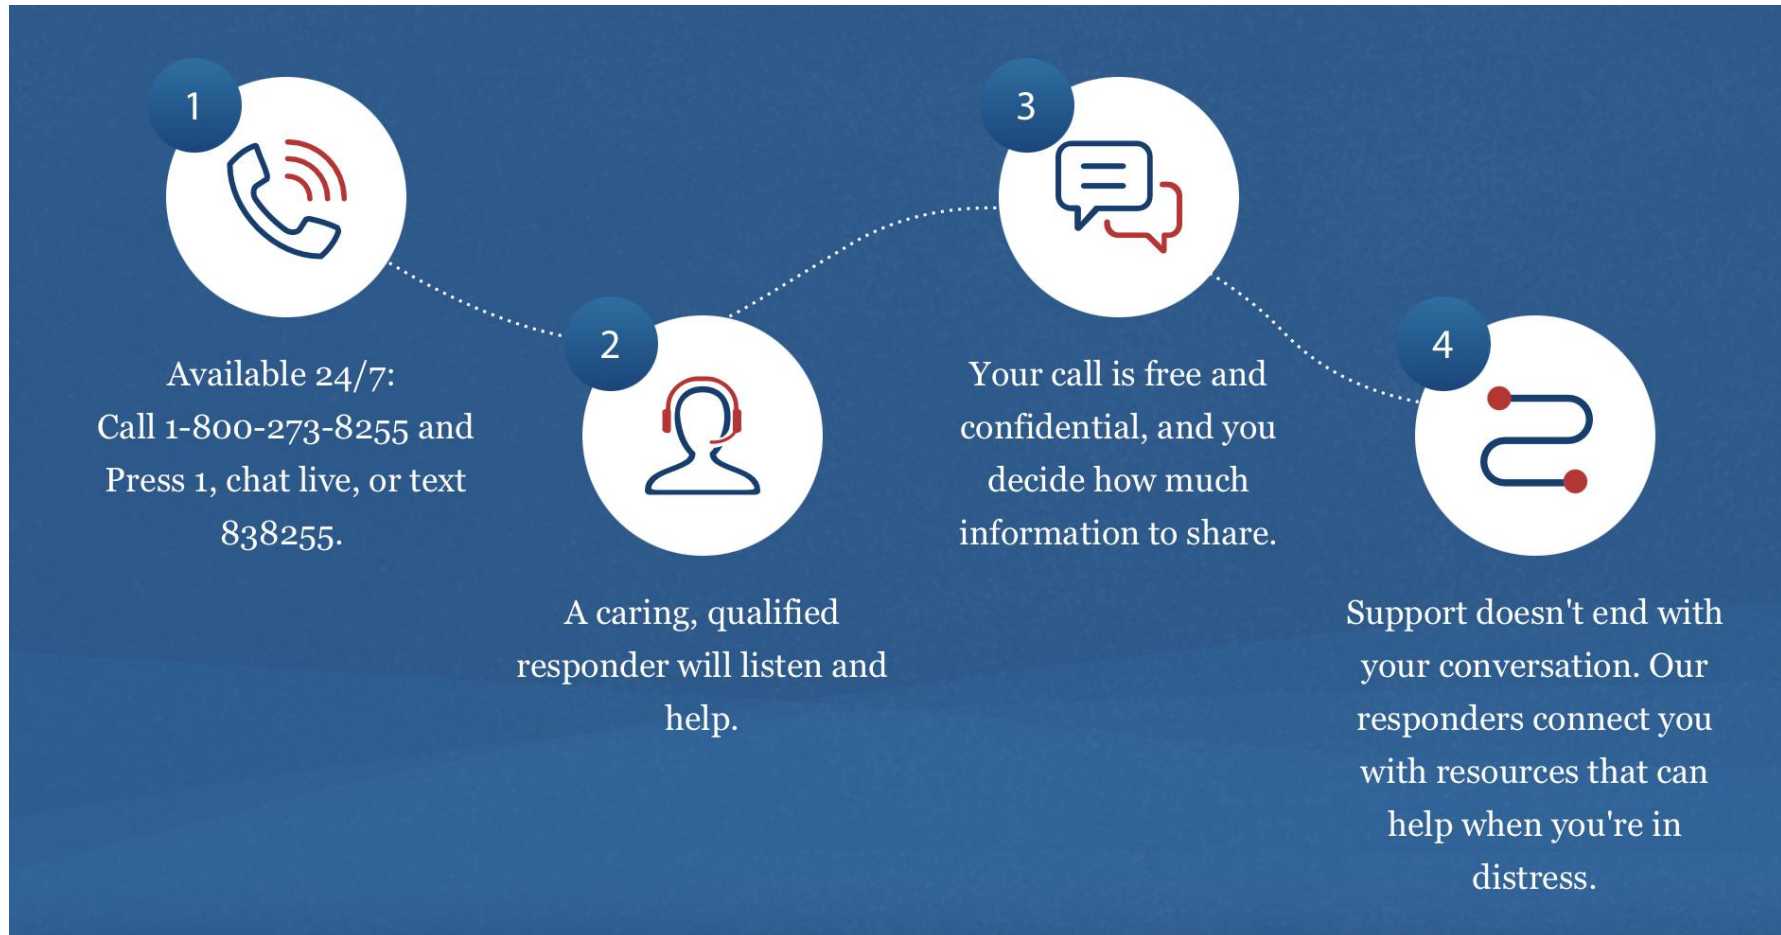 1
Available 24/7:
Call 1-800-273-8255 and
Press 1, chat live, or text
838255.
2
A caring, qualified
responder will listen and
help.
3
Your call is free and
confidential, and you
decide how much
information to share.
4
Support doesn't end with
your conversation. Our
responders connect you
with resources that can
help when you're in
distress.